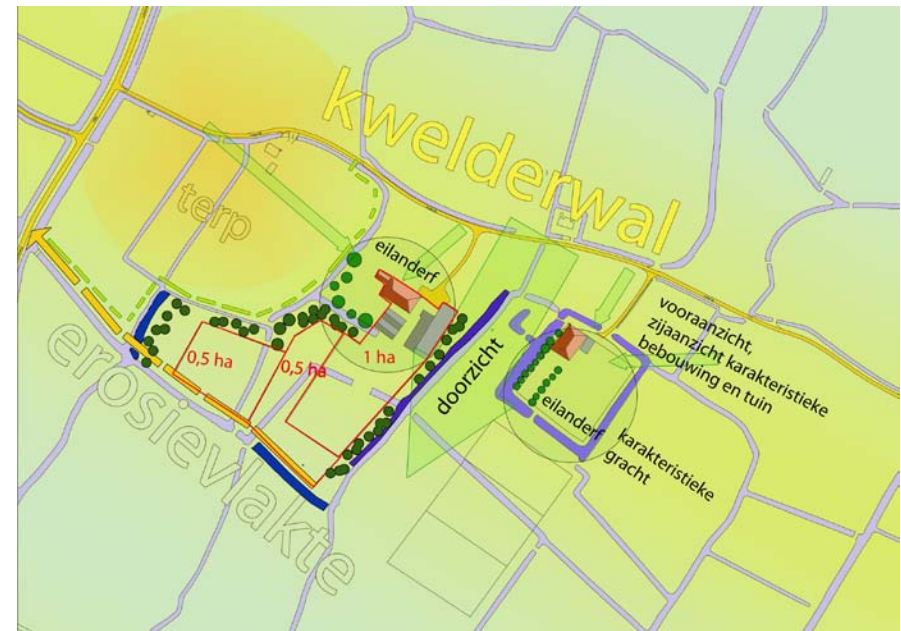 kwelderwal
terp
eilanderf
erosievlakte
0,5 ha
0,5 ha
1 ha
doorzicht
vooraanzicht,
zijaanzicht karakteristieke
bebouwing en tuin
eilanderf
karakteristieke
gracht